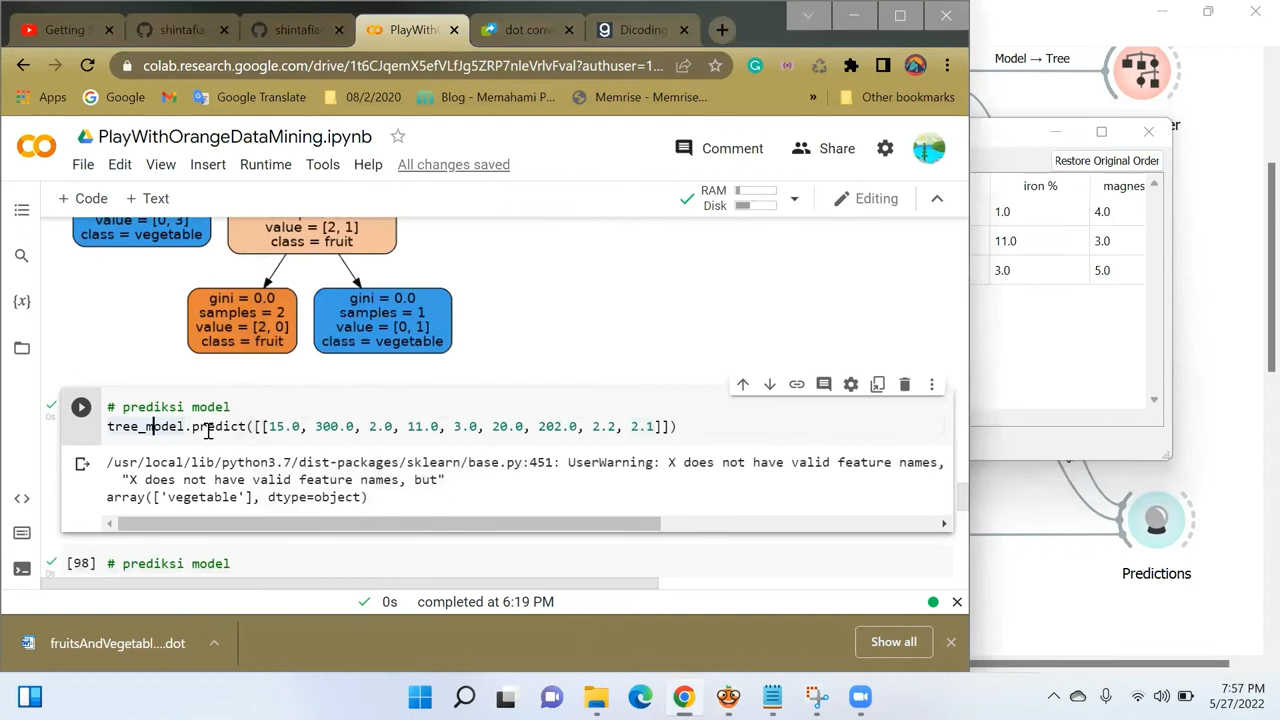 Getting S
shintafia
shintafia
PlayWithO
dot conv
Dicoding
colab.research.google.com/drive/1t6CJqemX5efVLfJg5ZRP7nleVrlvFval?authuser=1...
Apps
Google
Google Translate
08/2/2020
Blog - Memahami P...
Memrise - Memrise...
»
Other bookmarks
PlayWithOrangeDataMining.ipynb
Comment
Share
File Edit View Insert Runtime Tools Help All changes saved
+ Code + Text
RAM
Disk
Editing
value = [0, 3]
class = vegetable
value = [2, 1]
class = fruit
gini = 0.0
samples = 2
value = [2, 0]
class = fruit
gini = 0.0
samples = 1
value = [0, 1]
class = vegetable
0s
# prediksi model
tree_model.predict([[15.0, 300.0, 2.0, 11.0, 3.0, 20.0, 202.0, 2.2, 2.1]])
/usr/local/lib/python3.7/dist-packages/sklearn/base.py:451: UserWarning: X does not have valid feature names,
"X does not have valid feature names, but"
array(['vegetable'], dtype=object)
[98] # prediksi model
0s
0s completed at 6:19 PM
fruitsAndVegetabl....dot
Show all
Model → Tree
er
Restore Original Order
iron % magnes
1.0 4.0
11.0 3.0
3.0 5.0
Predictions
7:57 PM
5/27/2022